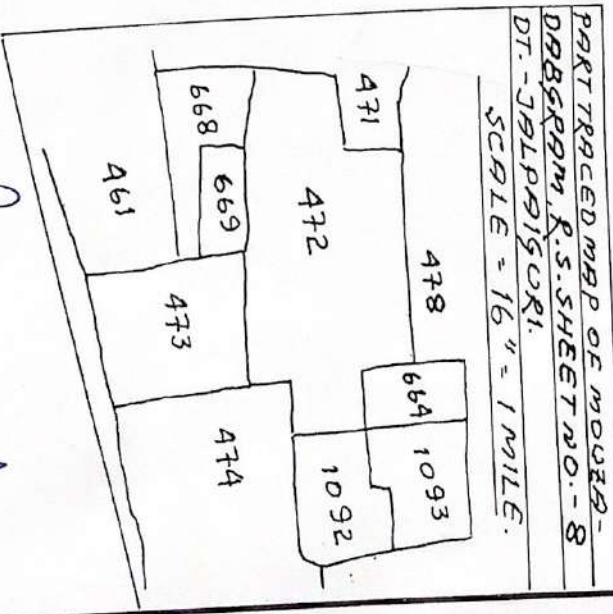 PART TRACED MAP OF MOUZA-
DABGRAM, R.S. SHEET NO.-8
DT.-JALPAIGURI.
SCALE = 16" = 1 MILE.
478
1093
664
471
1092
472
668
669
474
473
461